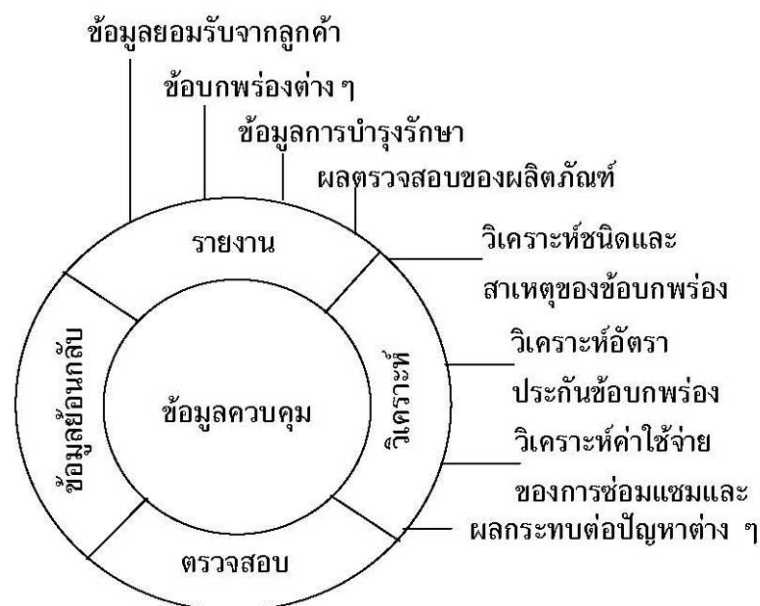 ข้อมูลยอมรับจากลูกค้า
ข้อบกพร่องต่าง ๆ
ข้อมูลการบำรุงรักษา
ผลตรวจสอบของผลิตภัณฑ์
รายงาน
วิเคราะห์ชนิดและ
สาเหตุของข้อบกพร่อง
วิเคราะห์อัตรา
ประกันข้อบกพร่อง
วิเคราะห์
ข้อมูลย้อนกลับ
ข้อมูลควบคุม
วิเคราะห์ค่าใช้จ่าย
ของการซ่อมแซมและ
ผลกระทบต่อปัญหาต่าง ๆ
ตรวจสอบ